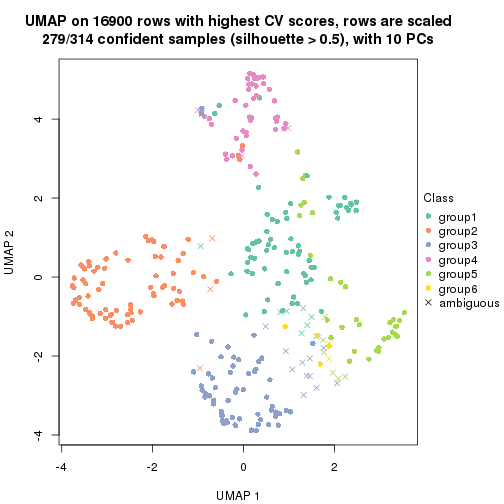 UMAP on 16900 rows with highest CV scores, rows are scaled
279/314 confident samples (silhouette > 0.5), with 10 PCs
4
2
0
-2
-4
UMAP 2
-4
-2
0
2
UMAP 1
Class
group1
group2
group3
group4
group5
group6
ambiguous